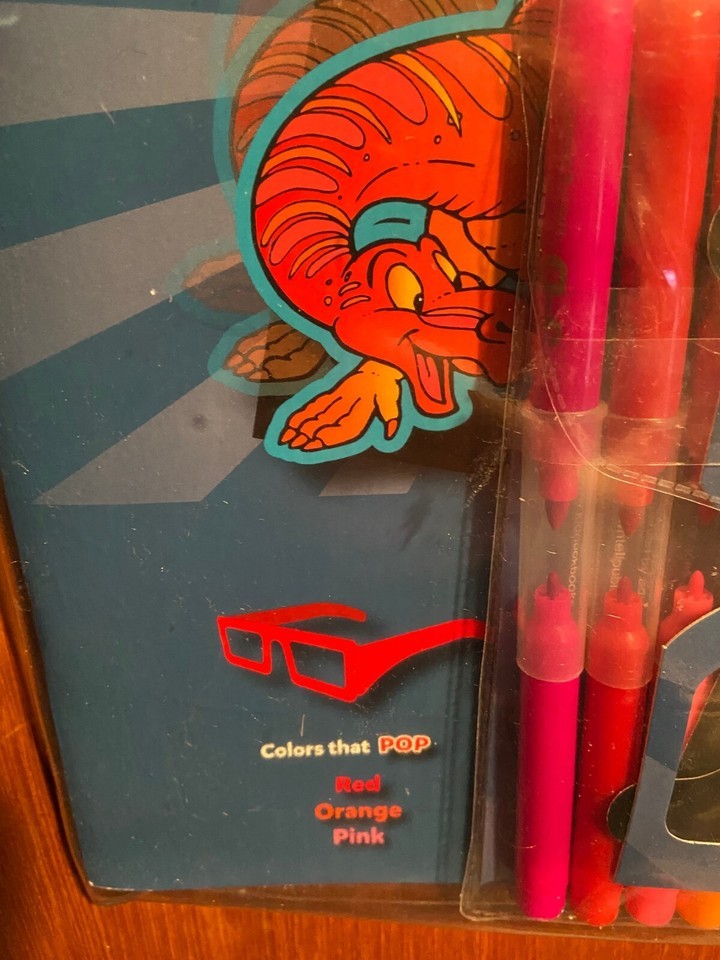 Colors that POP
Red
Orange
Pink